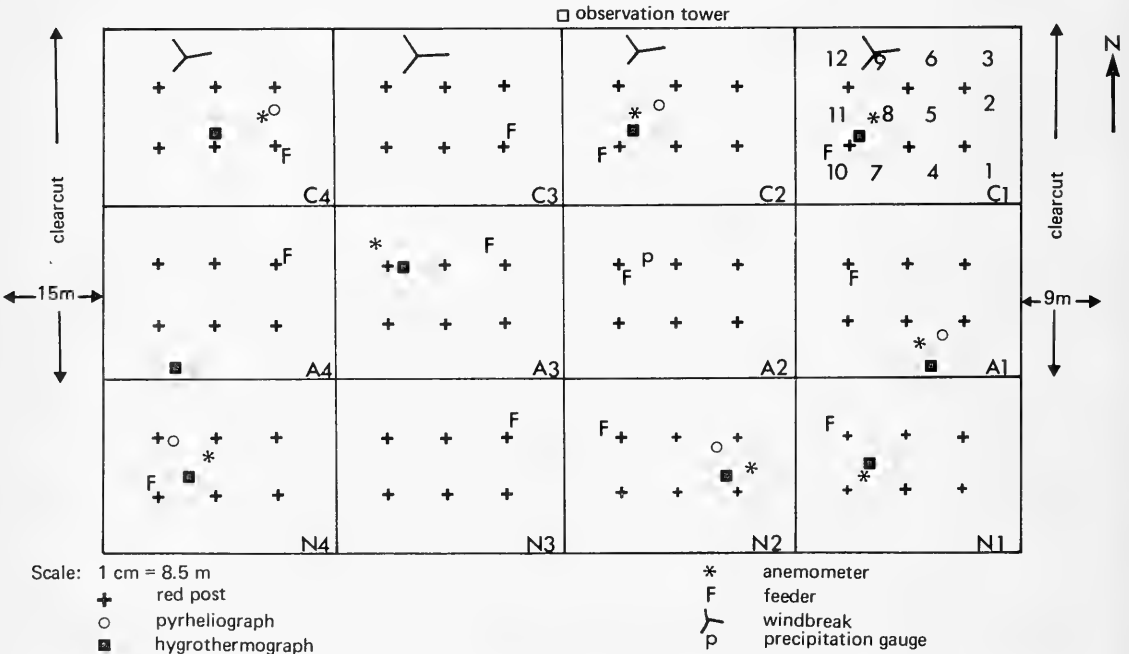 observation tower
N
12 9 6 3
2
11 8 5
F F F F
10 7 4 1
C4 C3 C2 C1
clearcut clearcut
F F F p F
15m 9m
A4 A3 A2 A1
F F F F
N4 N3 N2 N1
Scale: 1 cm = 8.5 m
red post
pyrheliograph
hygrothermograph
* anemometer
F feeder
windbreak
p precipitation gauge